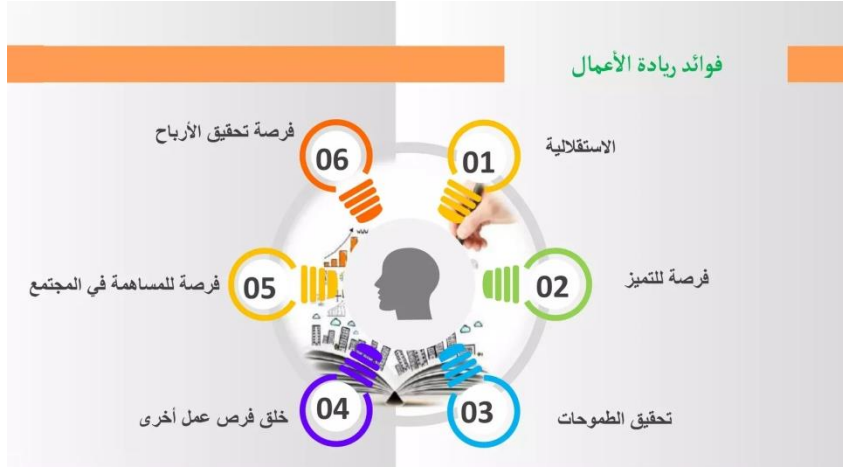 فوائد ريادة الأعمال
01
الاستقلالية
02
فرصة للتميز
03
تحقيق الطموحات
04
خلق فرص عمل أخرى
05
فرصة للمساهمة في المجتمع
06
فرصة تحقيق الأرباح